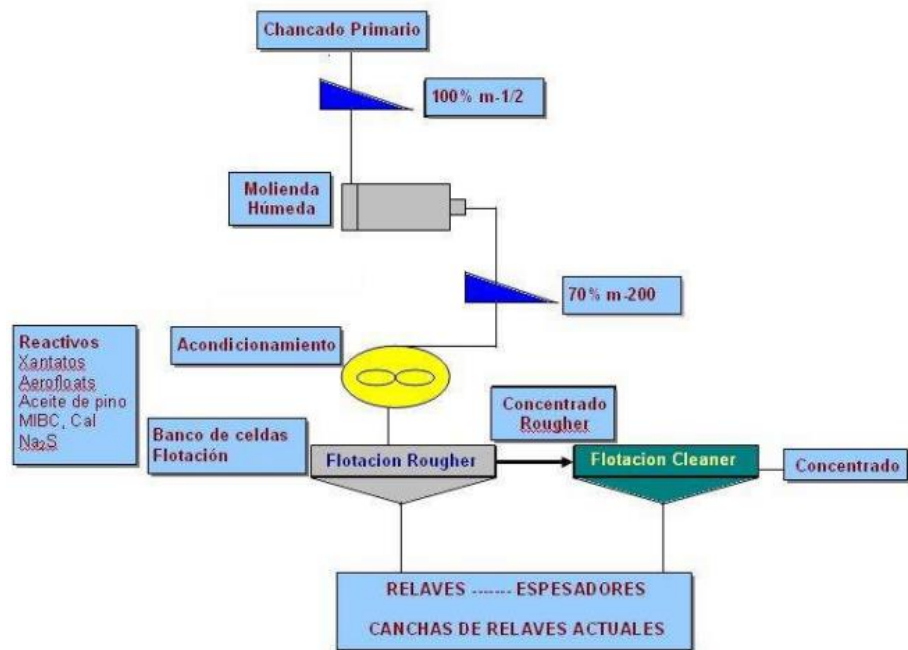 Chancado Primario
100% m-1/2
Molienda
Húmeda
70% m-200
Reactivos
Xantatos
Aerofloats
Aceite de pino
MIBC, Cal
Na₂S
Acondicionamiento
Banco de celdas
Flotación
Flotacion Rougher
Concentrado
Rougher
Flotacion Cleaner
Concentrado
RELAVES ------- ESPESADORES
CANCHAS DE RELAVES ACTUALES